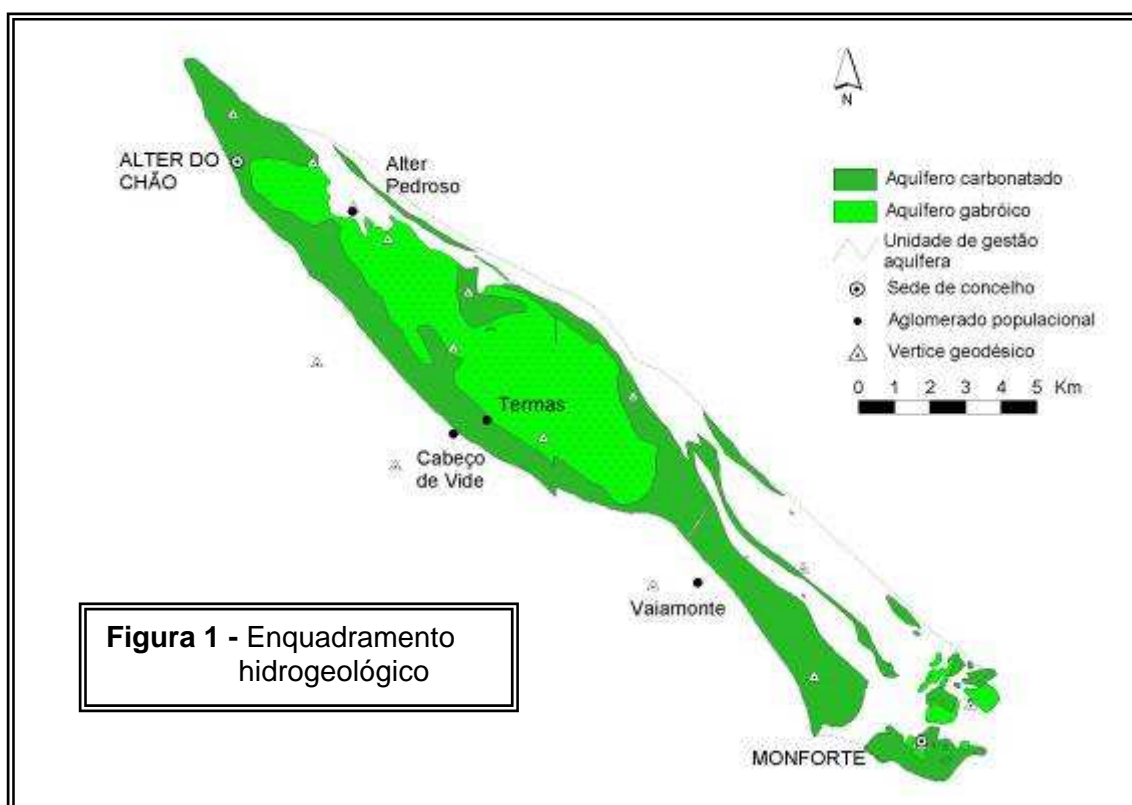 N
ALTER DO
CHÃO
Alter
Pedroso
Aquífero carbonatado
Aquífero gabróico
Unidade de gestão
aquífera
Sede de concelho
Aglomerado populacional
Vertice geodésico
0 1 2 3 4 5 Km
Termas
Cabeço
de Vide
Vaiamonte
Figura 1 - Enquadramento
hidrogeológico
MONFORTE